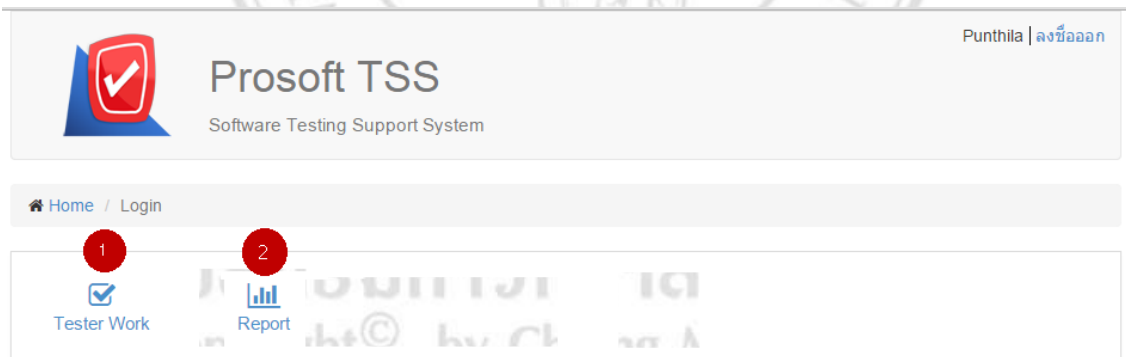 Punthila | ลงชื่อออก
Prosoft TSS
Software Testing Support System
Home / Login
1
2
Tester Work
Report